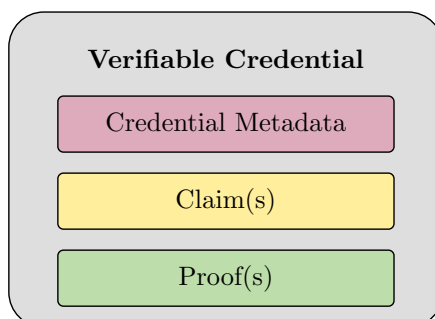 Verifiable Credential
Credential Metadata
Claim(s)
Proof(s)